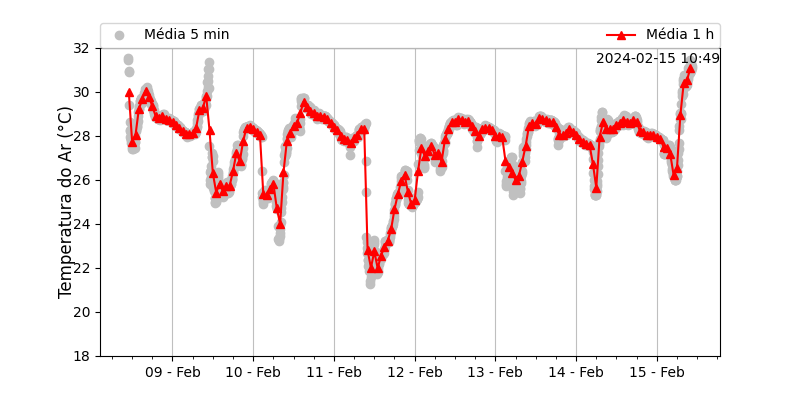 Média 5 min
Média 1 h
2024-02-15 10:49
Temperatura do Ar (°C)
32
30
28
26
24
22
20
18
09 - Feb
10 - Feb
11 - Feb
12 - Feb
13 - Feb
14 - Feb
15 - Feb